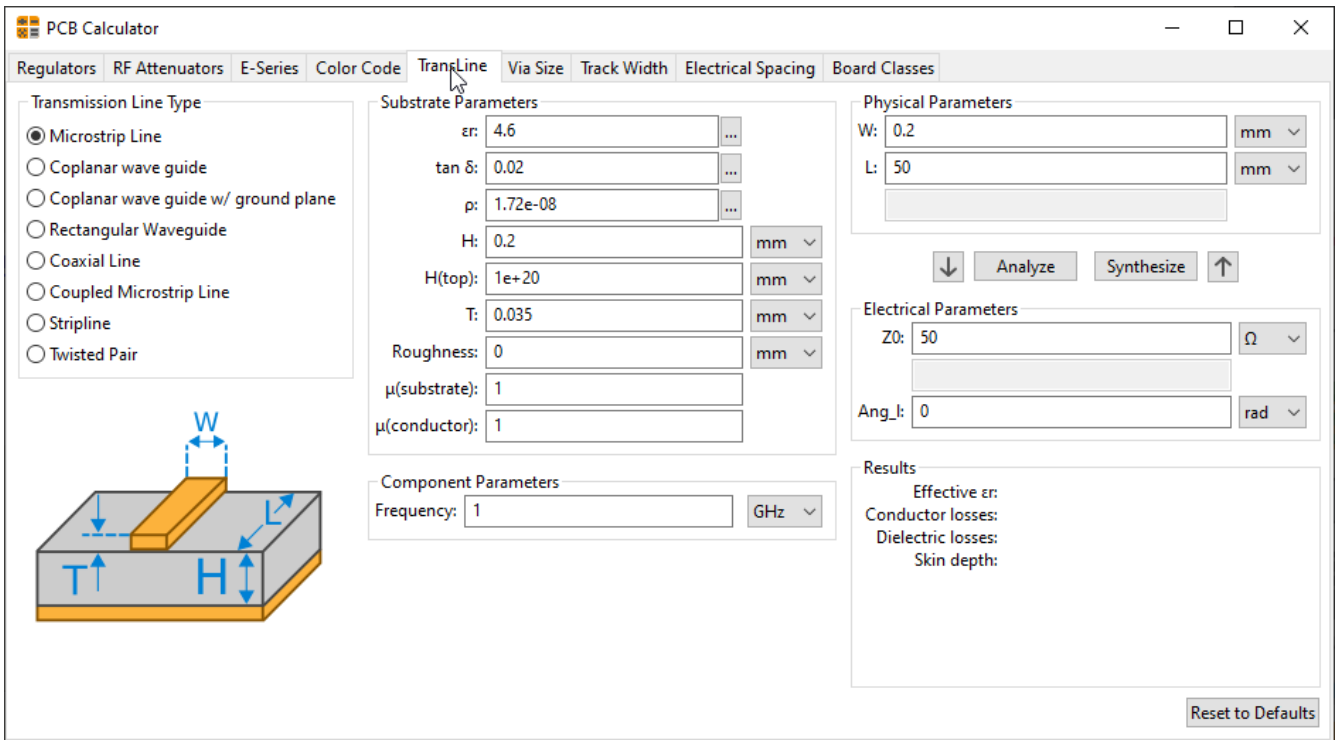 PCB Calculator
Regulators RF Attenuators E-Series Color Code TransLine Via Size Track Width Electrical Spacing Board Classes
Transmission Line Type
Microstrip Line
Coplanar wave guide
Coplanar wave guide w/ ground plane
Rectangular Waveguide
Coaxial Line
Coupled Microstrip Line
Stripline
Twisted Pair
W
L
T
H
Substrate Parameters
εr: 4.6 ...
tan δ: 0.02 ...
ρ: 1.72e-08 ...
H: 0.2 mm
H(top): 1e+20 mm
T: 0.035 mm
Roughness: 0 mm
μ(substrate): 1
μ(conductor): 1
Component Parameters
Frequency: 1 GHz
Physical Parameters
W: 0.2 mm
L: 50 mm
Analyze Synthesize
Electrical Parameters
Z0: 50 Ω
Ang_l: 0 rad
Results
Effective εr:
Conductor losses:
Dielectric losses:
Skin depth:
Reset to Defaults